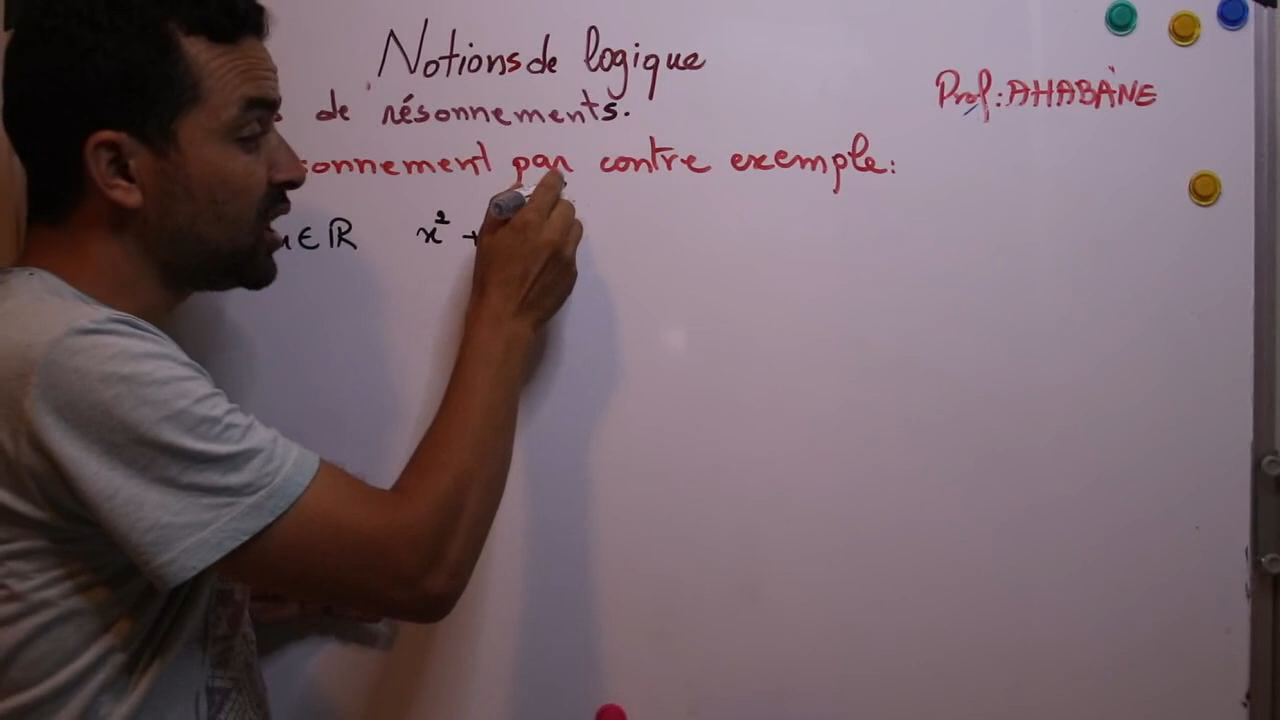 Notions de logique
Prof: AHABANE
de résonnements.
sonnement par contre exemple:
∈ ℝ x² +